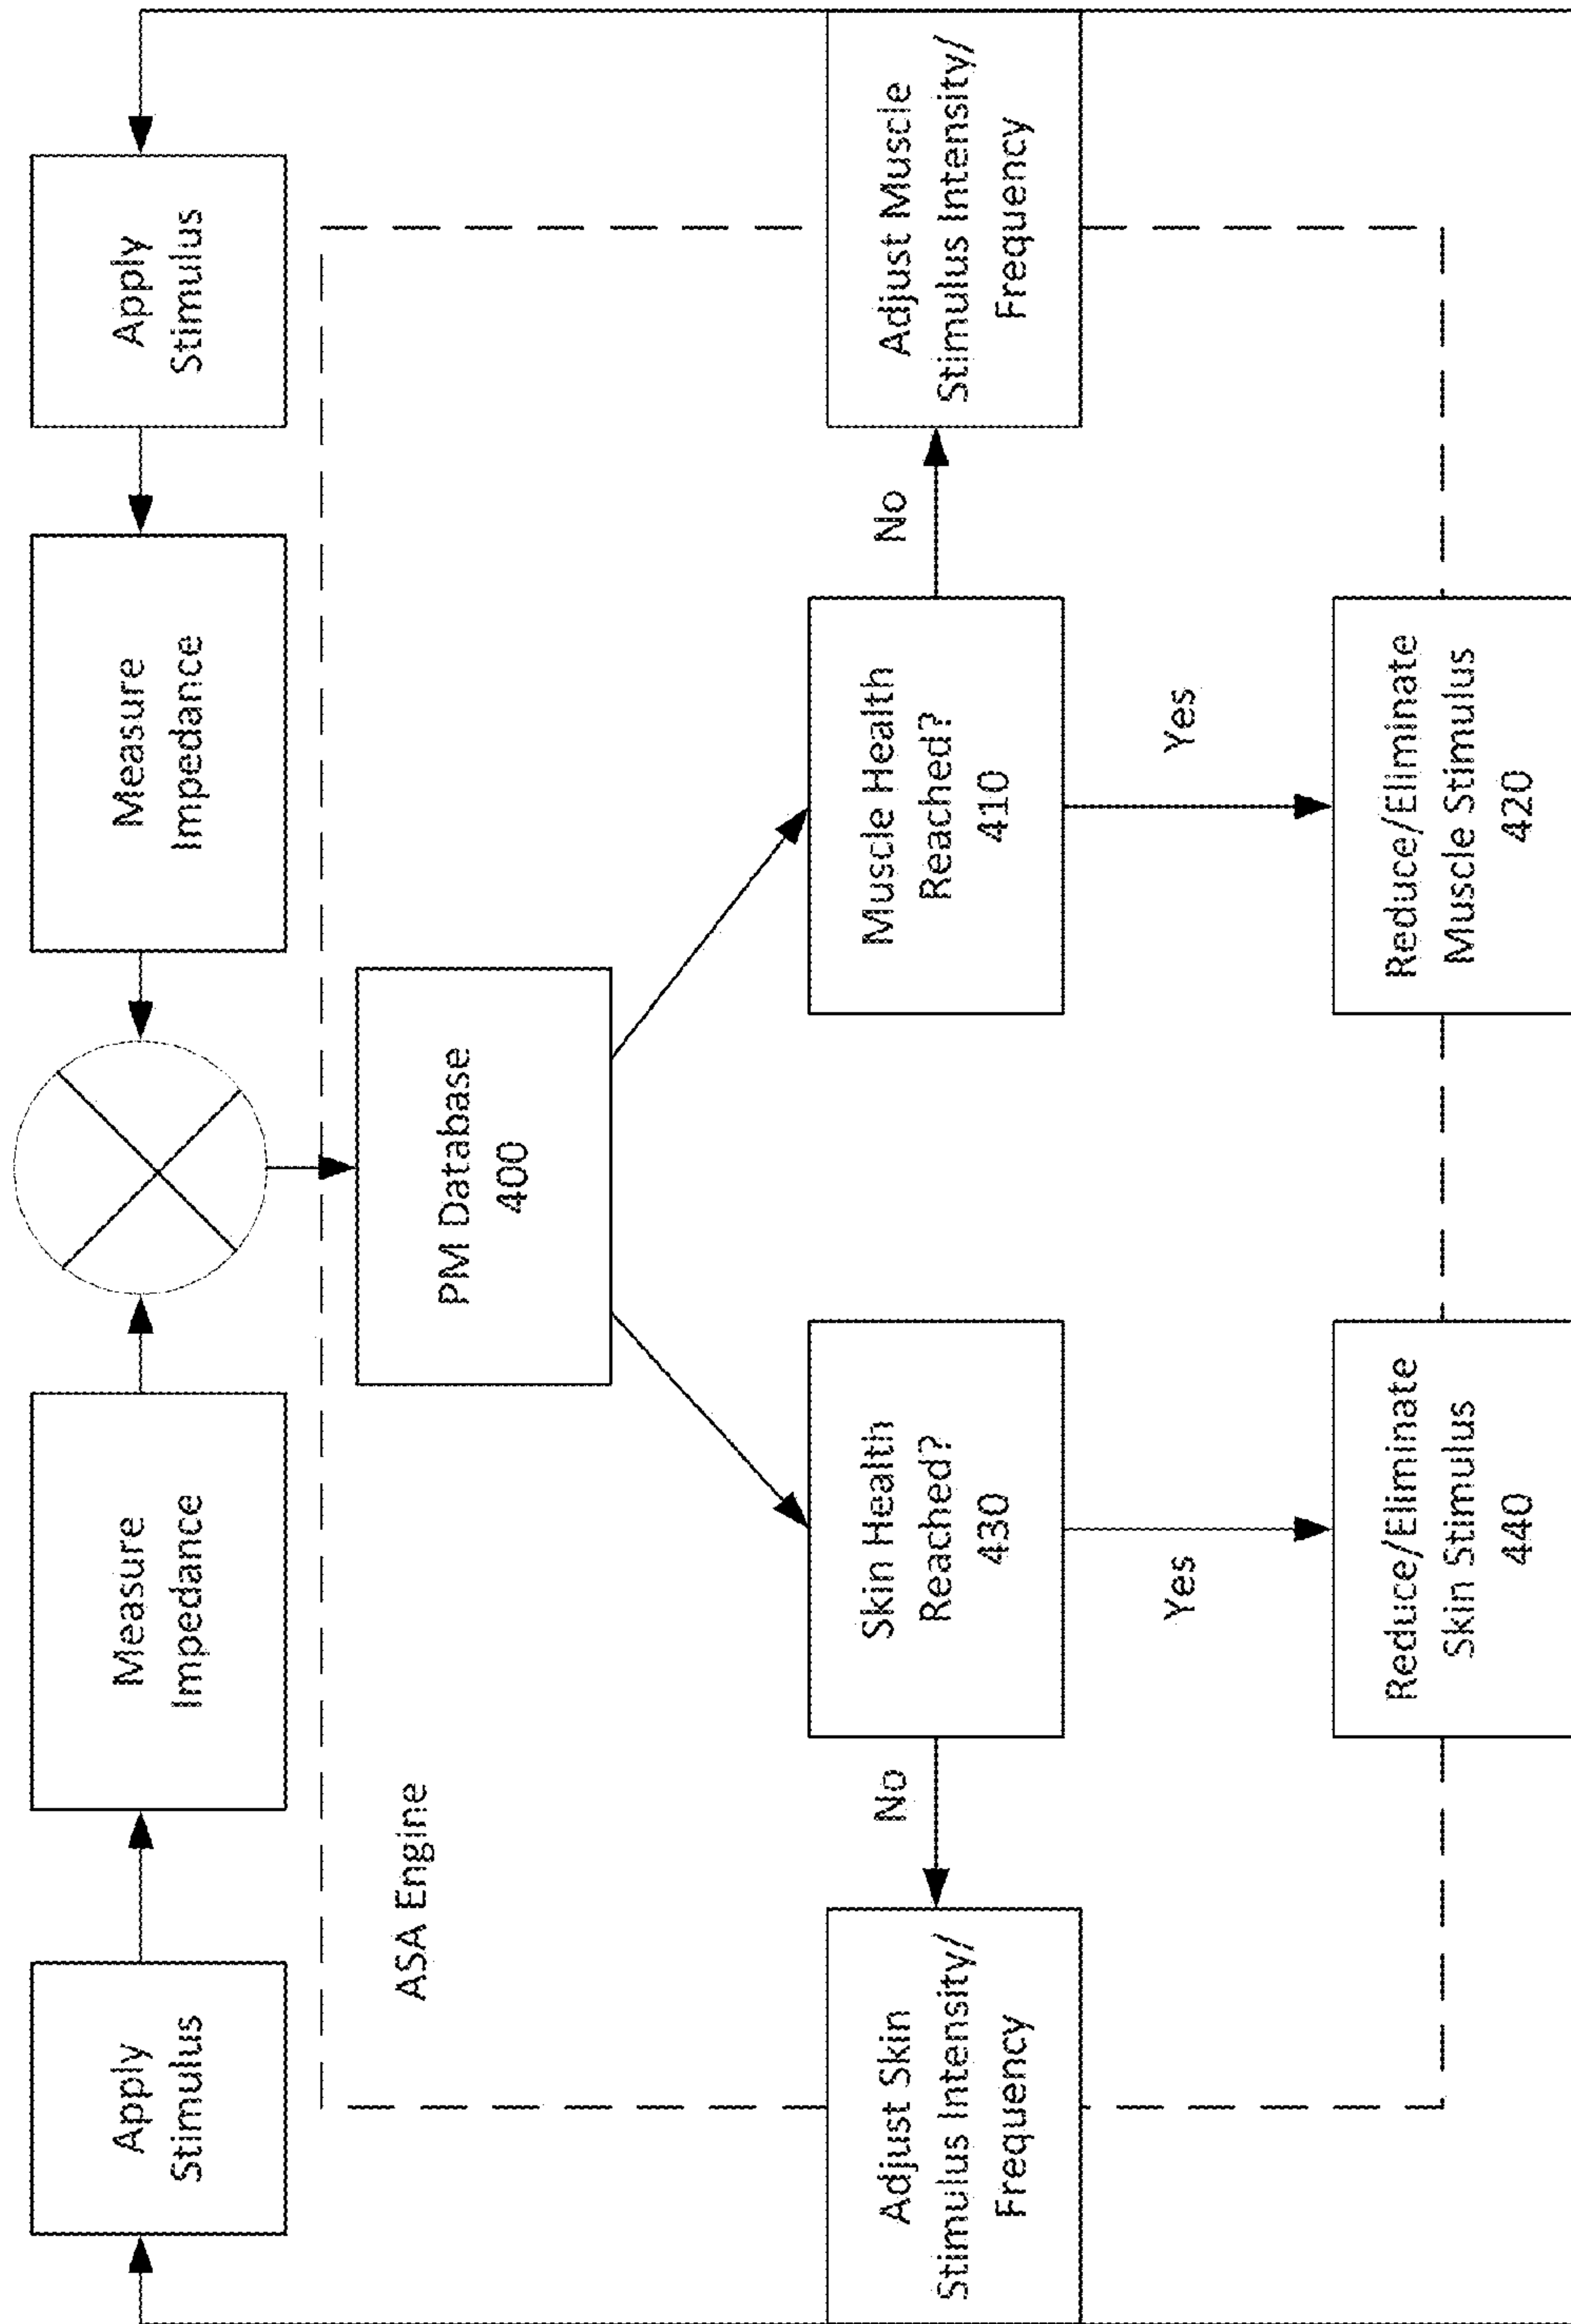 Apply
Stimulus
Measure
Impedance
Measure
Impedance
Apply
Stimulus
ASA Engine
PM Database
400
Adjust Skin
Stimulus Intensity/
Frequency
No
Skin Health
Reached?
430
Muscle Health
Reached?
410
No
Adjust Muscle
Stimulus Intensity/
Frequency
Yes
Yes
Reduce/Eliminate
Skin Stimulus
440
Reduce/Eliminate
Muscle Stimulus
420